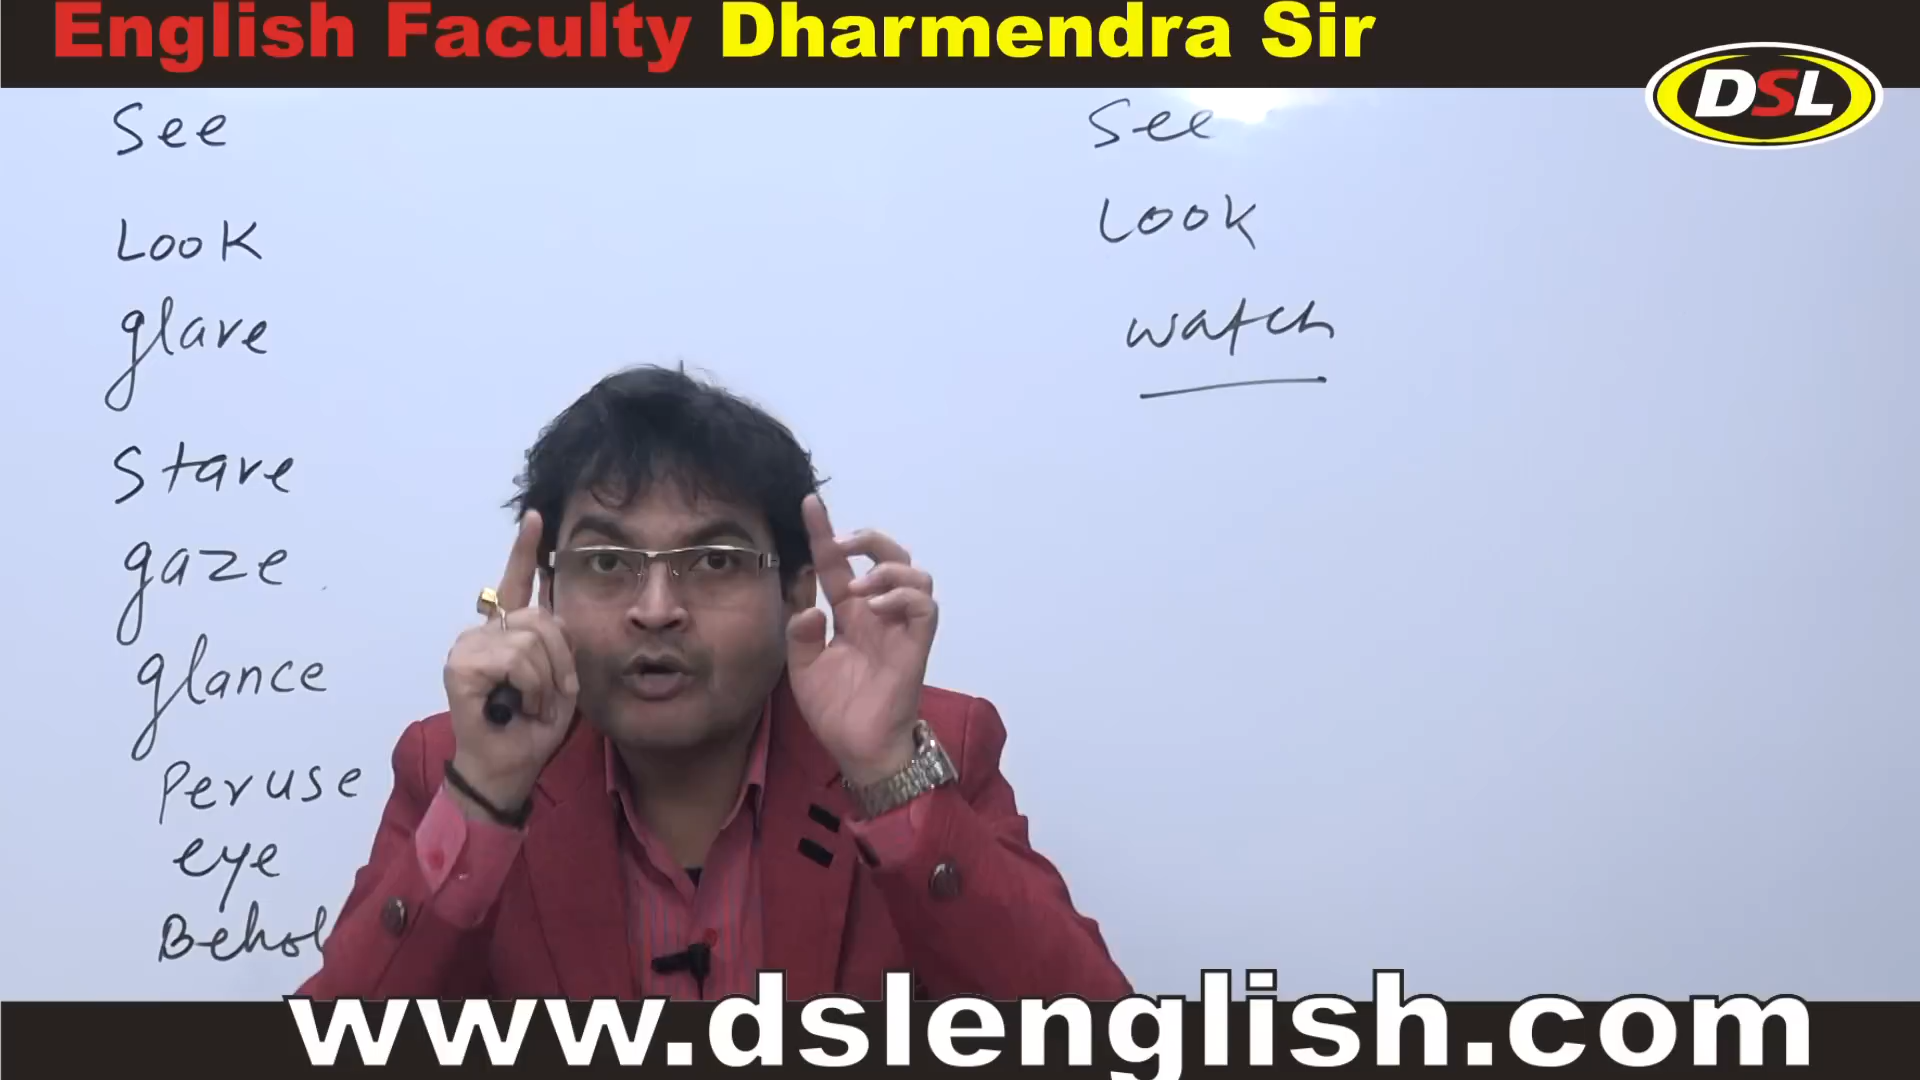 English Faculty Dharmendra Sir
DSL
See
Look
glare
Stare
gaze
glance
Peruse
eye
Behol
See
Look
watch
www.dslenglish.com